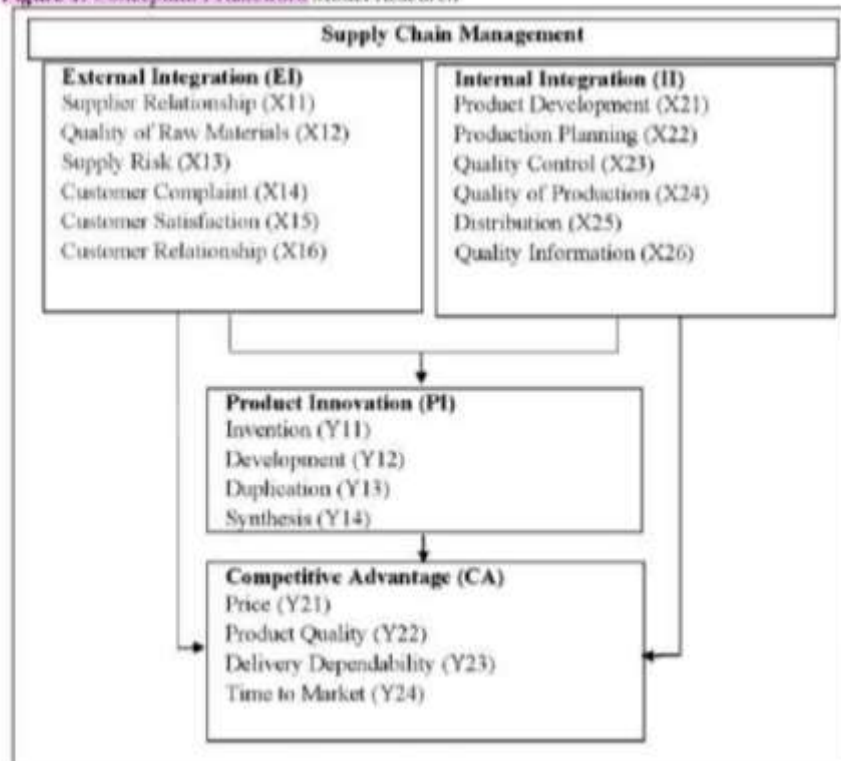 Supply Chain Management
External Integration (EI)
Supplier Relationship (X11)
Quality of Raw Materials (X12)
Supply Risk (X13)
Customer Complaint (X14)
Customer Satisfaction (X15)
Customer Relationship (X16)
Internal Integration (II)
Product Development (X21)
Production Planning (X22)
Quality Control (X23)
Quality of Production (X24)
Distribution (X25)
Quality Information (X26)
Product Innovation (PI)
Invention (Y11)
Development (Y12)
Duplication (Y13)
Synthesis (Y14)
Competitive Advantage (CA)
Price (Y21)
Product Quality (Y22)
Delivery Dependability (Y23)
Time to Market (Y24)